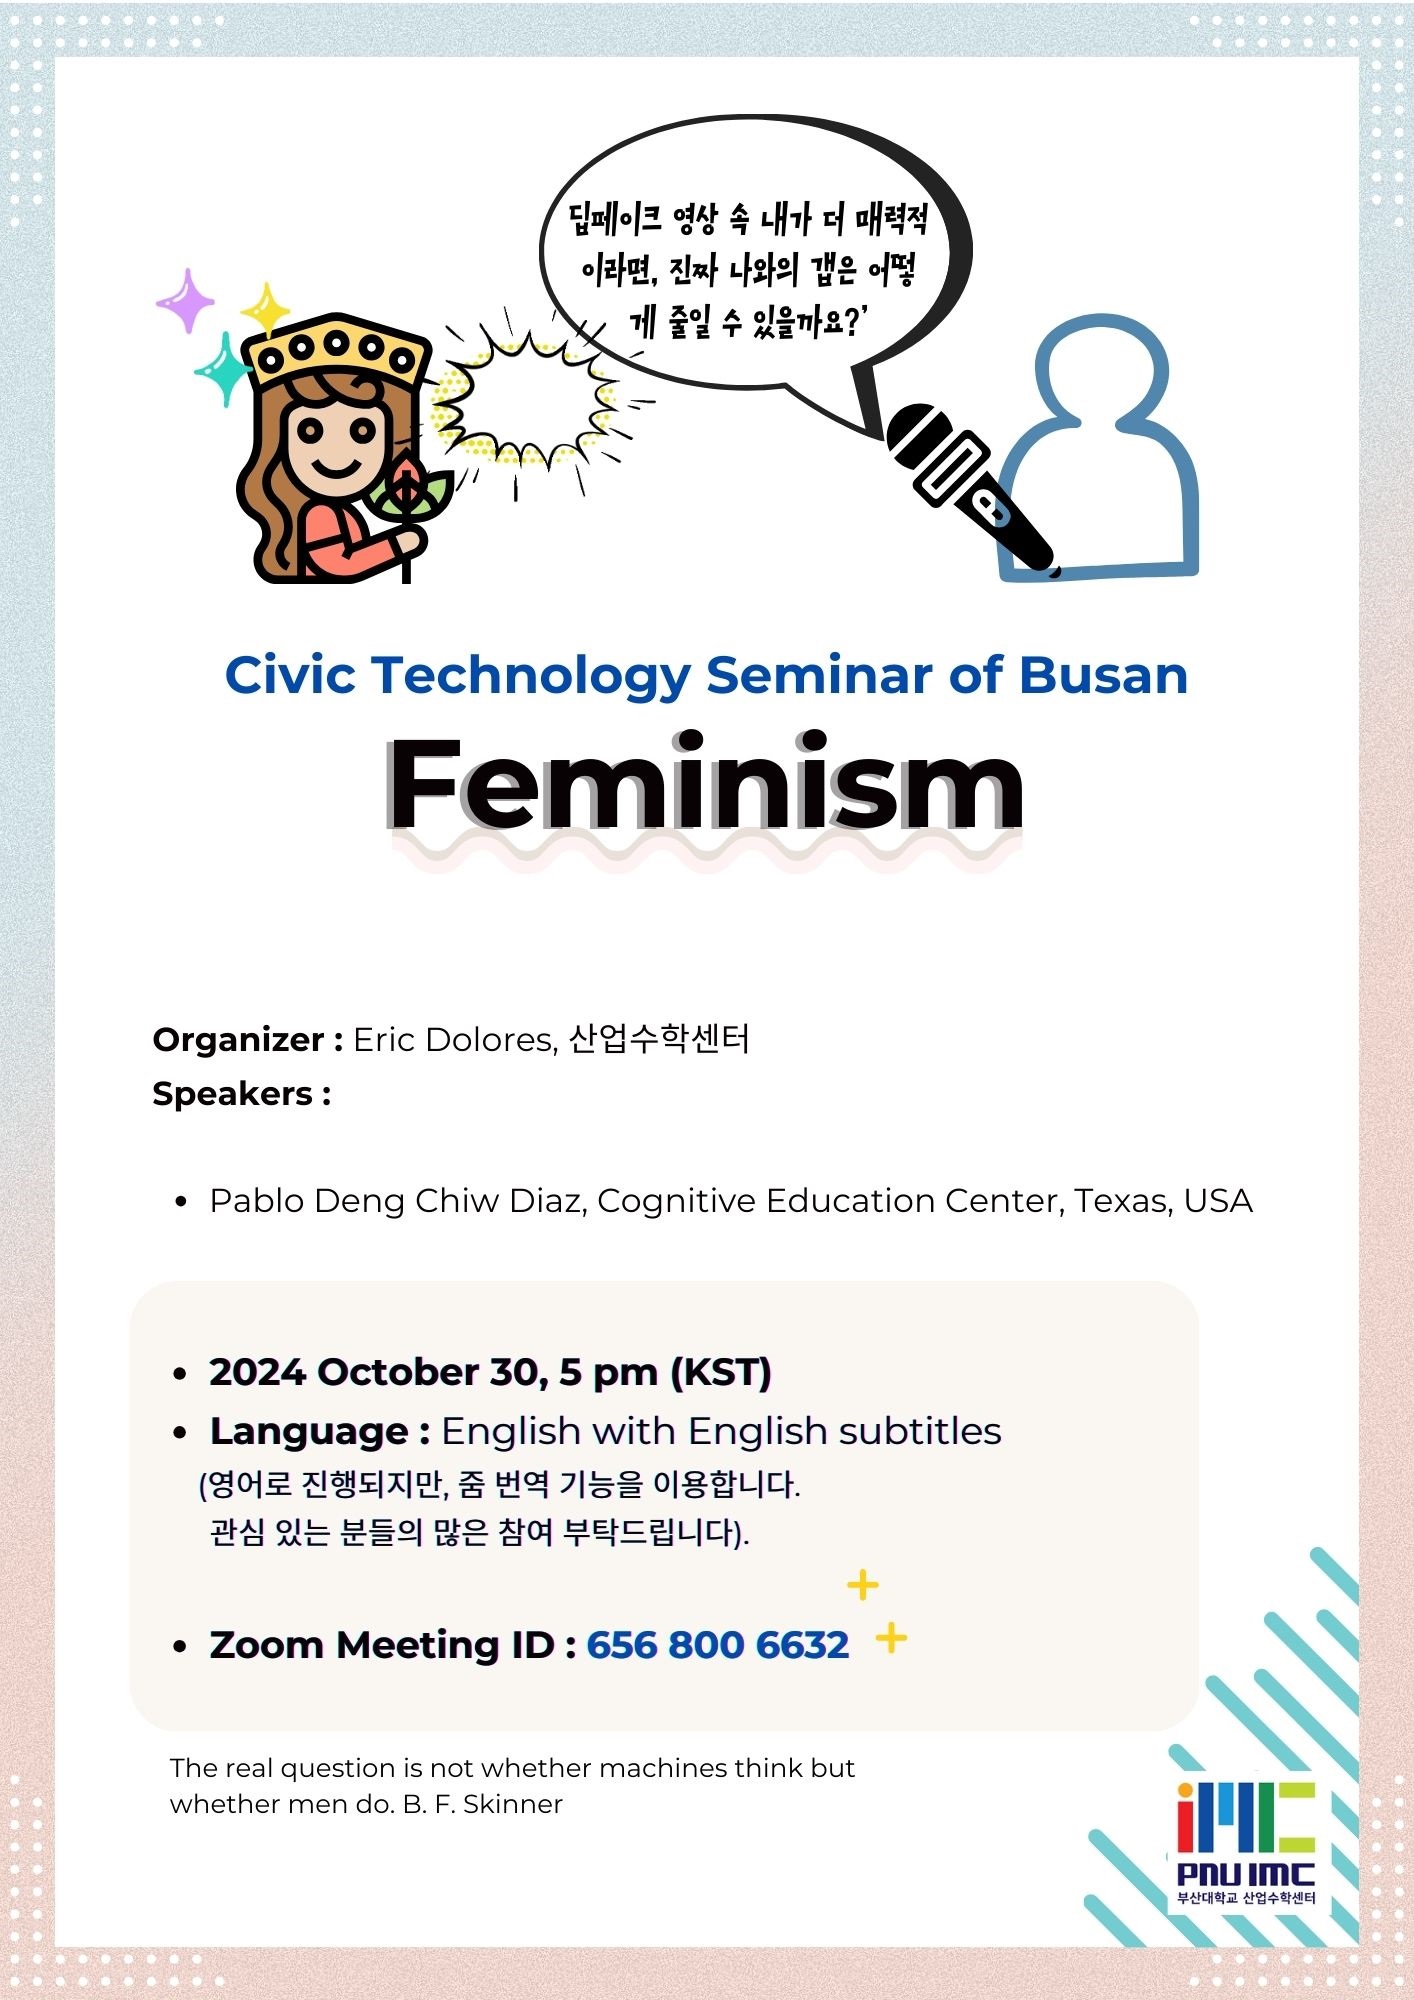 딥페이크 영상 속 내가 더 매력적
이라면, 진짜 나와의 갭은 어떻
게 줄일 수 있을까요?’
Civic Technology Seminar of Busan
Feminism
Organizer : Eric Dolores, 산업수학센터
Speakers :
• Pablo Deng Chiw Diaz, Cognitive Education Center, Texas, USA
• 2024 October 30, 5 pm (KST)
• Language : English with English subtitles
(영어로 진행되지만, 줌 번역 기능을 이용합니다.
관심 있는 분들의 많은 참여 부탁드립니다).
• Zoom Meeting ID : 656 800 6632
The real question is not whether machines think but
whether men do. B. F. Skinner
iMC
PNU IMC
부산대학교 산업수학센터